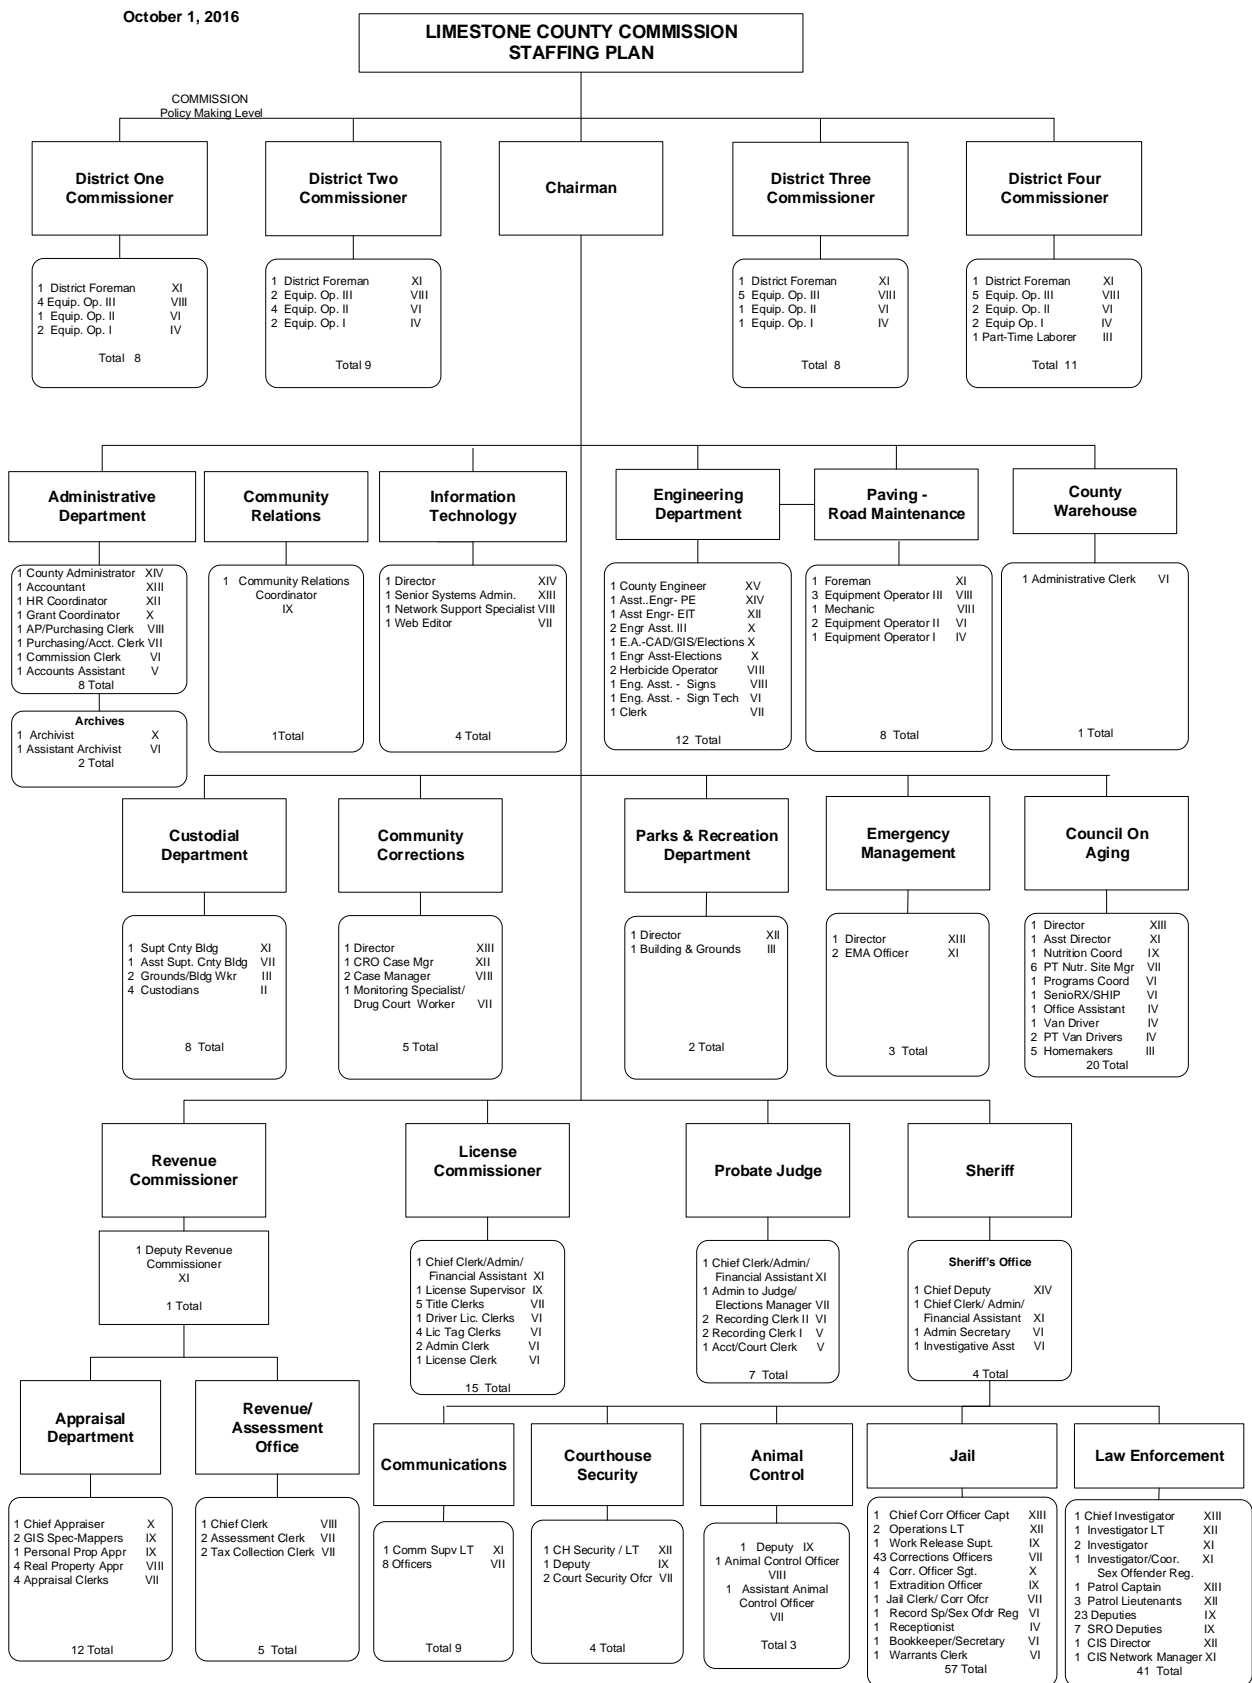 October 1, 2016
LIMESTONE COUNTY COMMISSION
STAFFING PLAN
COMMISSION
Policy Making Level
District One
Commissioner
District Two
Commissioner
Chairman
District Three
Commissioner
District Four
Commissioner
1 District Foreman XI
4 Equip. Op. III VIII
1 Equip. Op. II VI
2 Equip. Op. I IV
Total 8
1 District Foreman XI
2 Equip. Op. III VIII
4 Equip. Op. II VI
2 Equip. Op. I IV
Total 9
1 District Foreman XI
5 Equip. Op. III VIII
1 Equip. Op. II VI
1 Equip. Op. I IV
Total 8
1 District Foreman XI
5 Equip. Op. III VIII
2 Equip. Op. II VI
2 Equip Op. I IV
1 Part-Time Laborer III
Total 11
Administrative
Department
Community
Relations
Information
Technology
Engineering
Department
Paving -
Road Maintenance
County
Warehouse
1 County Administrator XIV
1 Accountant XIII
1 HR Coordinator XII
1 Grant Coordinator X
1 AP/Purchasing Clerk VIII
1 Purchasing/Acct. Clerk VII
1 Commission Clerk VI
1 Accounts Assistant V
8 Total
Archives
1 Archivist X
1 Assistant Archivist VI
2 Total
1 Community Relations
Coordinator
IX
1Total
1 Director XIV
1 Senior Systems Admin. XIII
1 Network Support Specialist VIII
1 Web Editor VII
4 Total
1 County Engineer XV
1 Asst..Engr- PE XIV
1 Asst Engr- EIT XII
2 Engr Asst. III X
1 E.A.-CAD/GIS/Elections X
1 Engr Asst-Elections X
2 Herbicide Operator VIII
1 Eng. Asst. - Signs VIII
1 Eng. Asst. - Sign Tech VI
1 Clerk VII
12 Total
1 Foreman XI
3 Equipment Operator III VIII
1 Mechanic VIII
2 Equipment Operator II VI
1 Equipment Operator I IV
8 Total
1 Administrative Clerk VI
1 Total
Custodial
Department
Community
Corrections
Parks & Recreation
Department
Emergency
Management
Council On
Aging
1 Supt Cnty Bldg XI
1 Asst Supt. Cnty Bldg VII
2 Grounds/Bldg Wkr III
4 Custodians II
8 Total
1 Director XIII
1 CRO Case Mgr XII
2 Case Manager VIII
1 Monitoring Specialist/
Drug Court Worker VII
5 Total
1 Director XII
1 Building & Grounds III
2 Total
1 Director XIII
2 EMA Officer XI
3 Total
1 Director XIII
1 Asst Director XI
1 Nutrition Coord IX
6 PT Nutr. Site Mgr VII
1 Programs Coord VI
1 SenioRX/SHIP VI
1 Office Assistant IV
1 Van Driver IV
2 PT Van Drivers IV
5 Homemakers III
20 Total
Revenue
Commissioner
License
Commissioner
Probate Judge
Sheriff
1 Deputy Revenue
Commissioner
XI
1 Total
1 Chief Clerk/Admin/
Financial Assistant XI
1 License Supervisor IX
5 Title Clerks VII
1 Driver Lic. Clerks VI
4 Lic Tag Clerks VI
2 Admin Clerk VI
1 License Clerk VI
15 Total
1 Chief Clerk/Admin/
Financial Assistant XI
1 Admin to Judge/
Elections Manager VII
2 Recording Clerk II VI
2 Recording Clerk I V
1 Acct/Court Clerk V
7 Total
Sheriff's Office
1 Chief Deputy XIV
1 Chief Clerk/ Admin/
Financial Assistant XI
1 Admin Secretary VI
1 Investigative Asst VI
4 Total
Appraisal
Department
Revenue/
Assessment
Office
Communications
Courthouse
Security
Animal
Control
Jail
Law Enforcement
1 Chief Appraiser X
2 GIS Spec-Mappers IX
1 Personal Prop Appr IX
4 Real Property Appr VIII
4 Appraisal Clerks VII
12 Total
1 Chief Clerk VIII
2 Assessment Clerk VII
2 Tax Collection Clerk VII
5 Total
1 Comm Supv LT XI
8 Officers VII
Total 9
1 CH Security / LT XII
1 Deputy IX
2 Court Security Ofcr VII
4 Total
1 Deputy IX
1 Animal Control Officer
VIII
1 Assistant Animal
Control Officer
VII
Total 3
1 Chief Corr Officer Capt XIII
2 Operations LT XII
1 Work Release Supt. IX
43 Corrections Officers VII
4 Corr. Officer Sgt. X
1 Extradition Officer IX
1 Jail Clerk/ Corr Ofcr VII
1 Record Sp/Sex Ofdr Reg VI
1 Receptionist IV
1 Bookkeeper/Secretary VI
1 Warrants Clerk VI
57 Total
1 Chief Investigator XIII
1 Investigator LT XII
2 Investigator XI
1 Investigator/Coor. XI
Sex Offender Reg.
1 Patrol Captain XIII
3 Patrol Lieutenants XII
23 Deputies IX
7 SRO Deputies IX
1 CIS Director XII
1 CIS Network Manager XI
41 Total